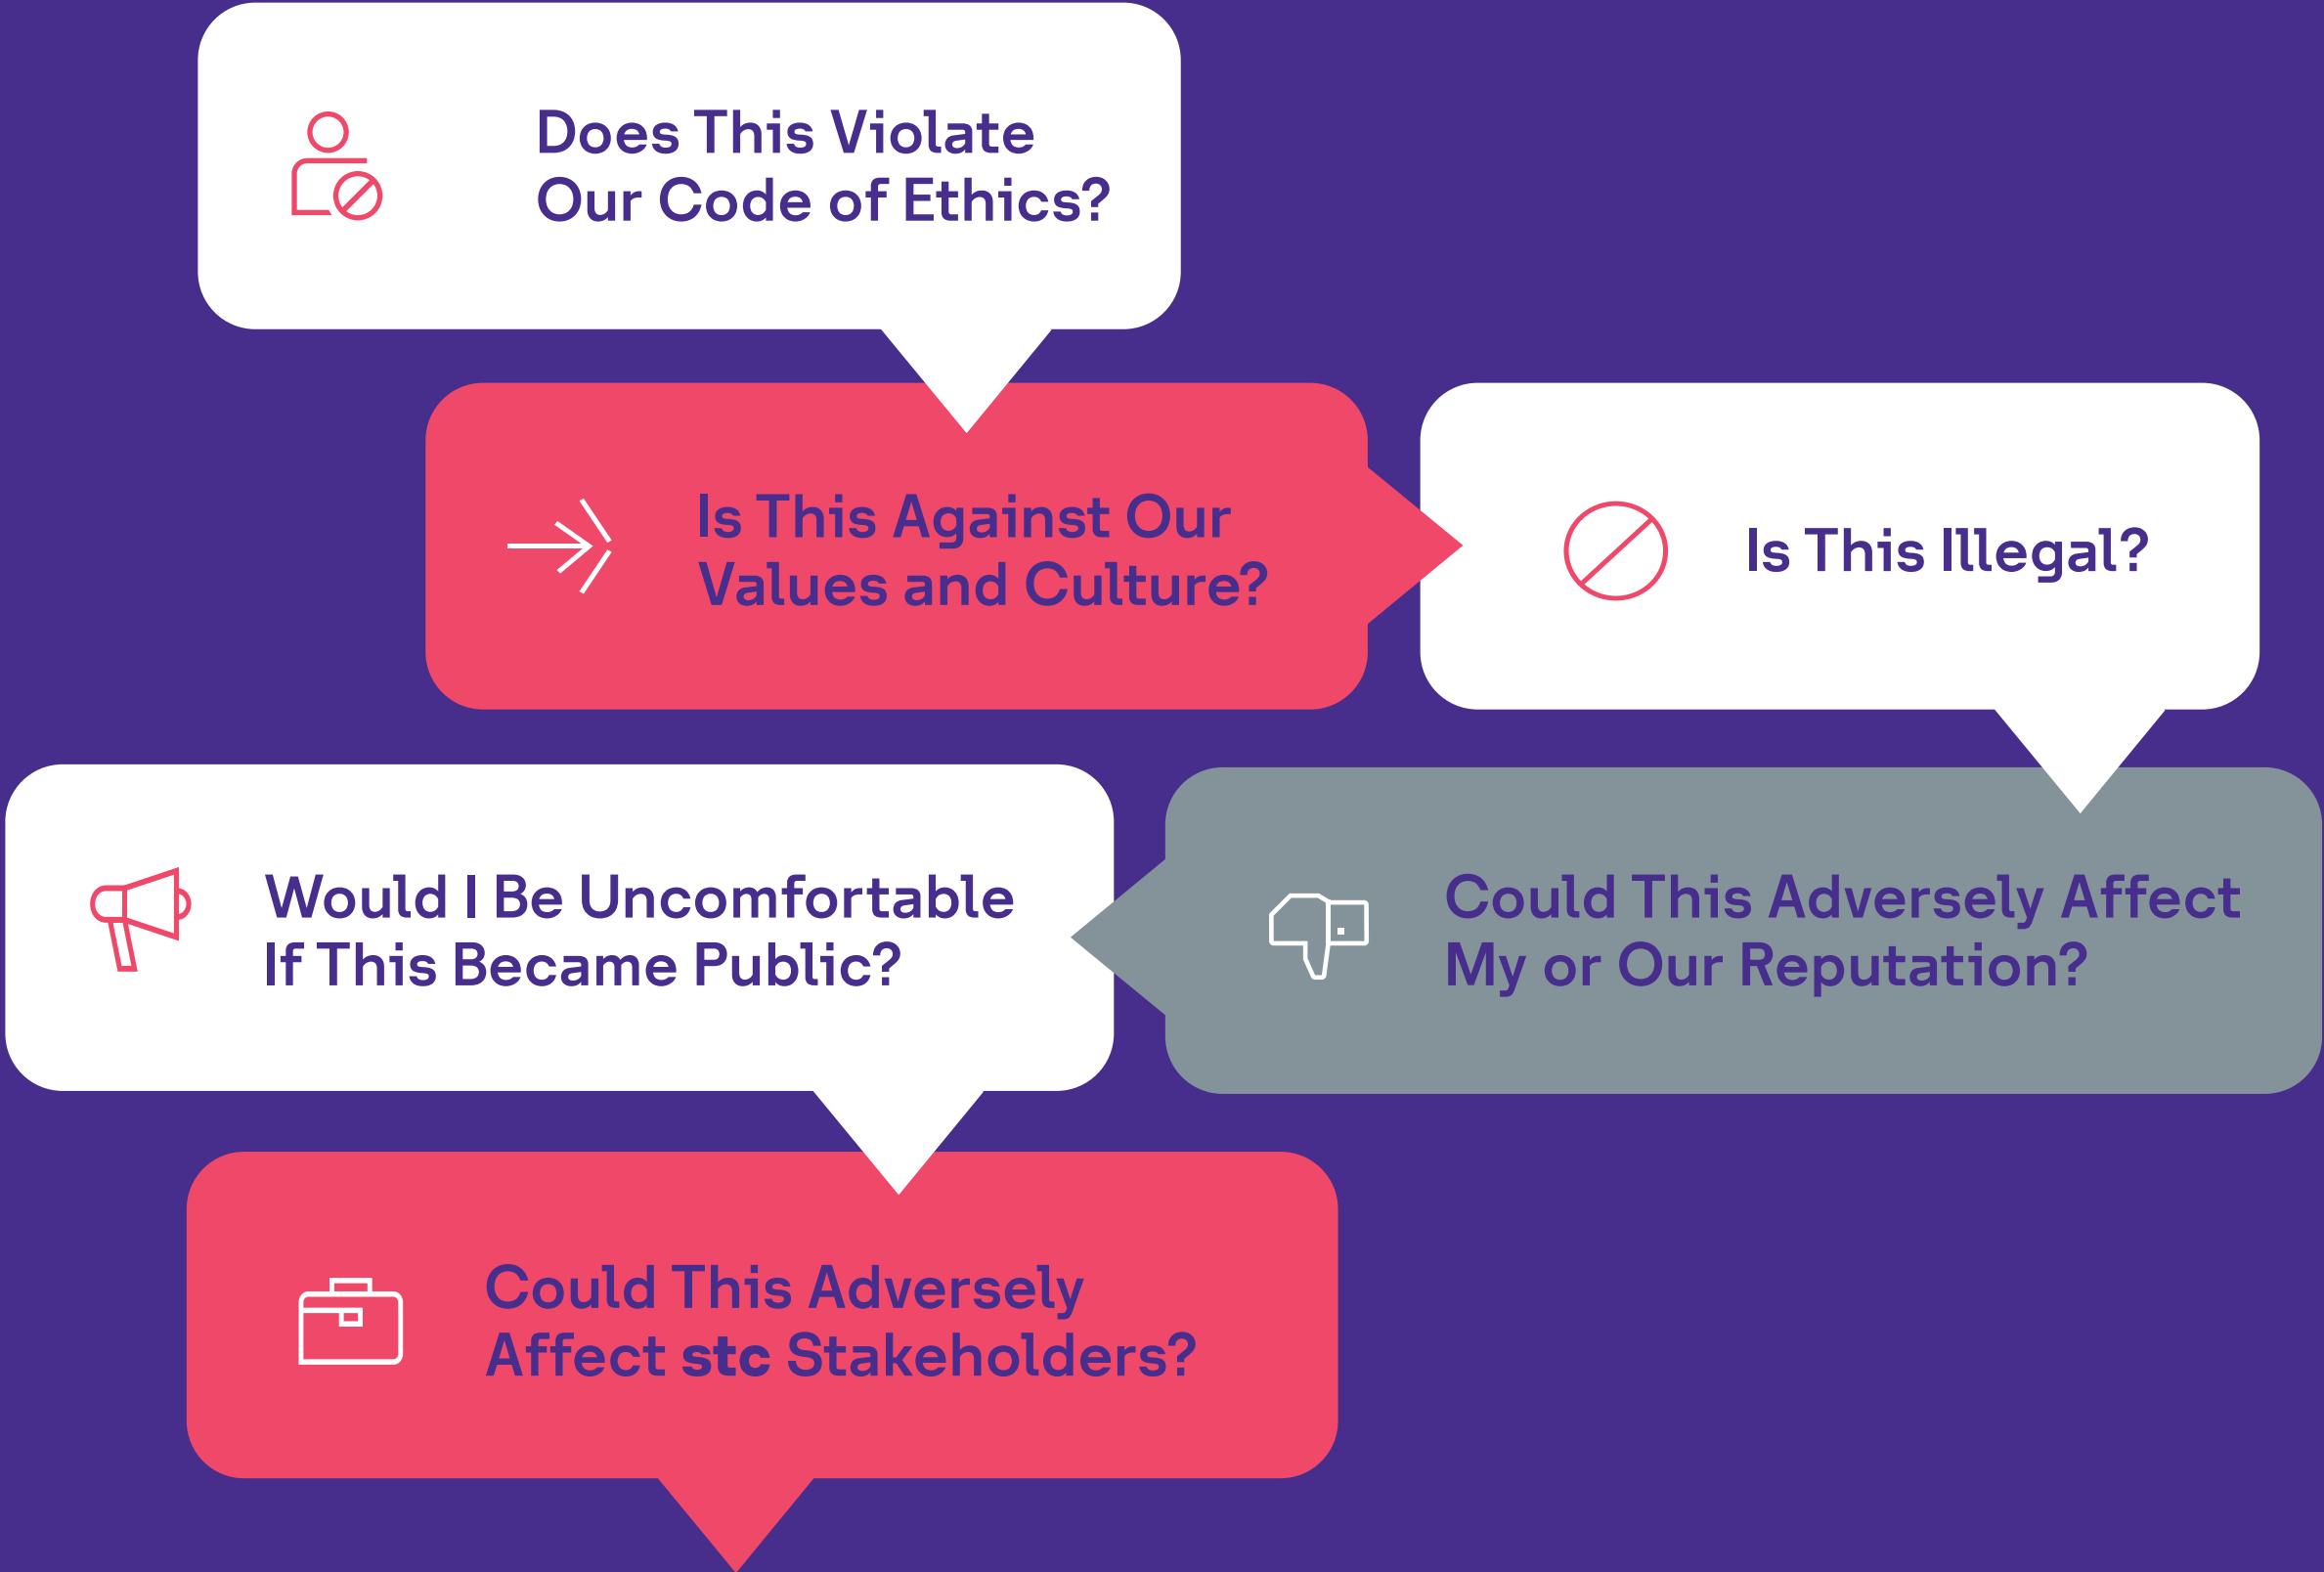 Does This Violate
Our Code of Ethics?
Is This Against Our
Values and Culture?
Is This Illegal?
Could This Adversely Affect
My or Our Reputation?
Would I Be Uncomfortable
If This Became Public?
Could This Adversely
Affect stc Stakeholders?